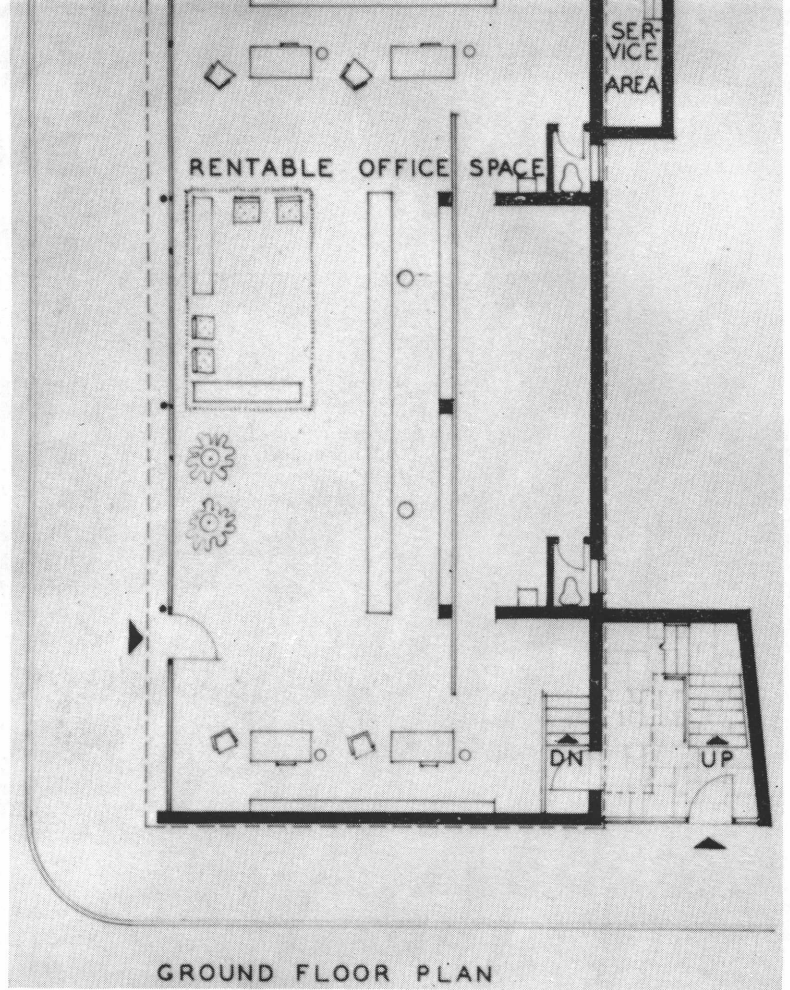 SER-
VICE
AREA
RENTABLE OFFICE SPACE
DN
UP
GROUND FLOOR PLAN